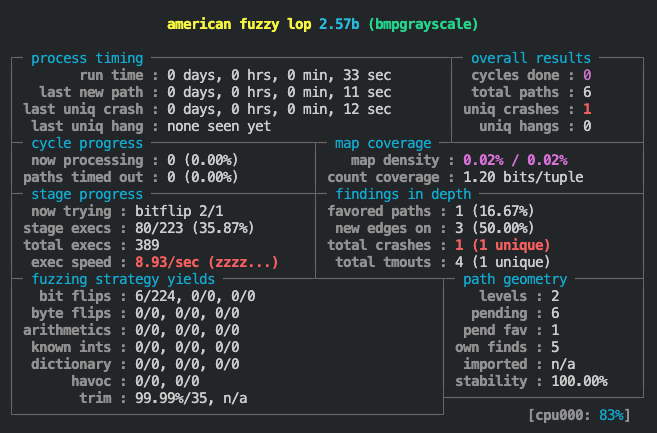 american fuzzy lop 2.57b (bmpgrayscale)
process timing overall results
run time : 0 days, 0 hrs, 0 min, 33 sec cycles done : 0
last new path : 0 days, 0 hrs, 0 min, 11 sec total paths : 6
last uniq crash : 0 days, 0 hrs, 0 min, 12 sec uniq crashes : 1
last uniq hang : none seen yet uniq hangs : 0
cycle progress map coverage
now processing : 0 (0.00%) map density : 0.02% / 0.02%
paths timed out : 0 (0.00%) count coverage : 1.20 bits/tuple
stage progress findings in depth
now trying : bitflip 2/1 favored paths : 1 (16.67%)
stage execs : 80/223 (35.87%) new edges on : 3 (50.00%)
total execs : 389 total crashes : 1 (1 unique)
exec speed : 8.93/sec (zzzz...) total tmouts : 4 (1 unique)
fuzzing strategy yields path geometry
bit flips : 6/224, 0/0, 0/0 levels : 2
byte flips : 0/0, 0/0, 0/0 pending : 6
arithmetics : 0/0, 0/0, 0/0 pend fav : 1
known ints : 0/0, 0/0, 0/0 own finds : 5
dictionary : 0/0, 0/0, 0/0 imported : n/a
havoc : 0/0, 0/0 stability : 100.00%
trim : 99.99%/35, n/a
[cpu000: 83%]